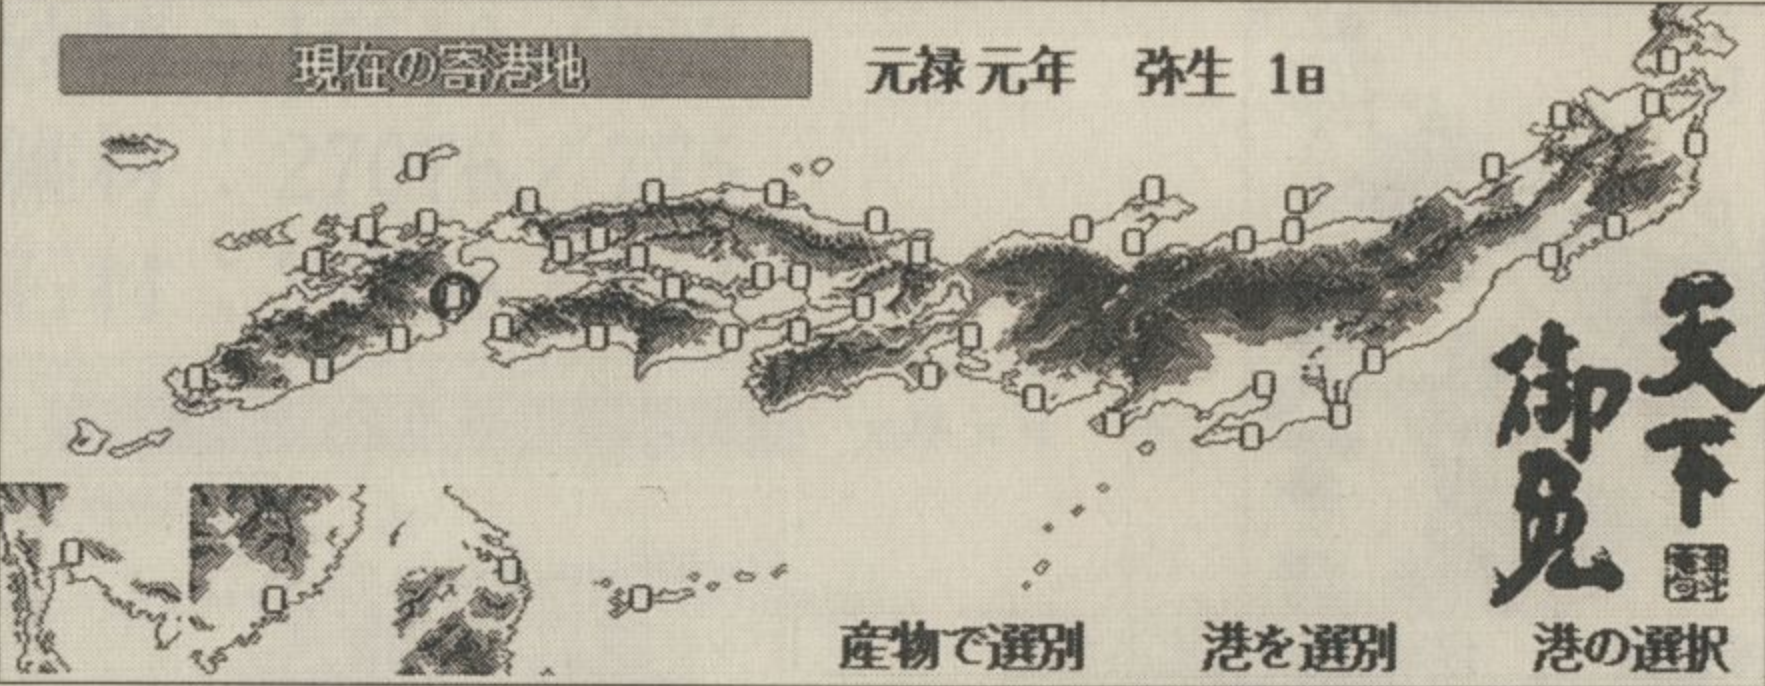 現在の寄港地
元禄元年 弥生 1日
天下
御免
産物で選別
港を選別
港の選択